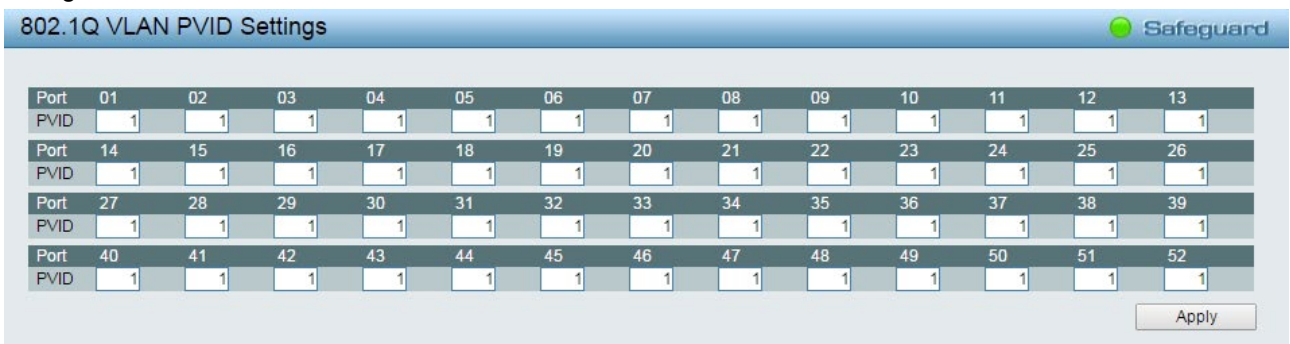 802.1Q VLAN PVID Settings Safeguard
Port 01 02 03 04 05 06 07 08 09 10 11 12 13
PVID 1 1 1 1 1 1 1 1 1 1 1 1 1
Port 14 15 16 17 18 19 20 21 22 23 24 25 26
PVID 1 1 1 1 1 1 1 1 1 1 1 1 1
Port 27 28 29 30 31 32 33 34 35 36 37 38 39
PVID 1 1 1 1 1 1 1 1 1 1 1 1 1
Port 40 41 42 43 44 45 46 47 48 49 50 51 52
PVID 1 1 1 1 1 1 1 1 1 1 1 1 1
Apply